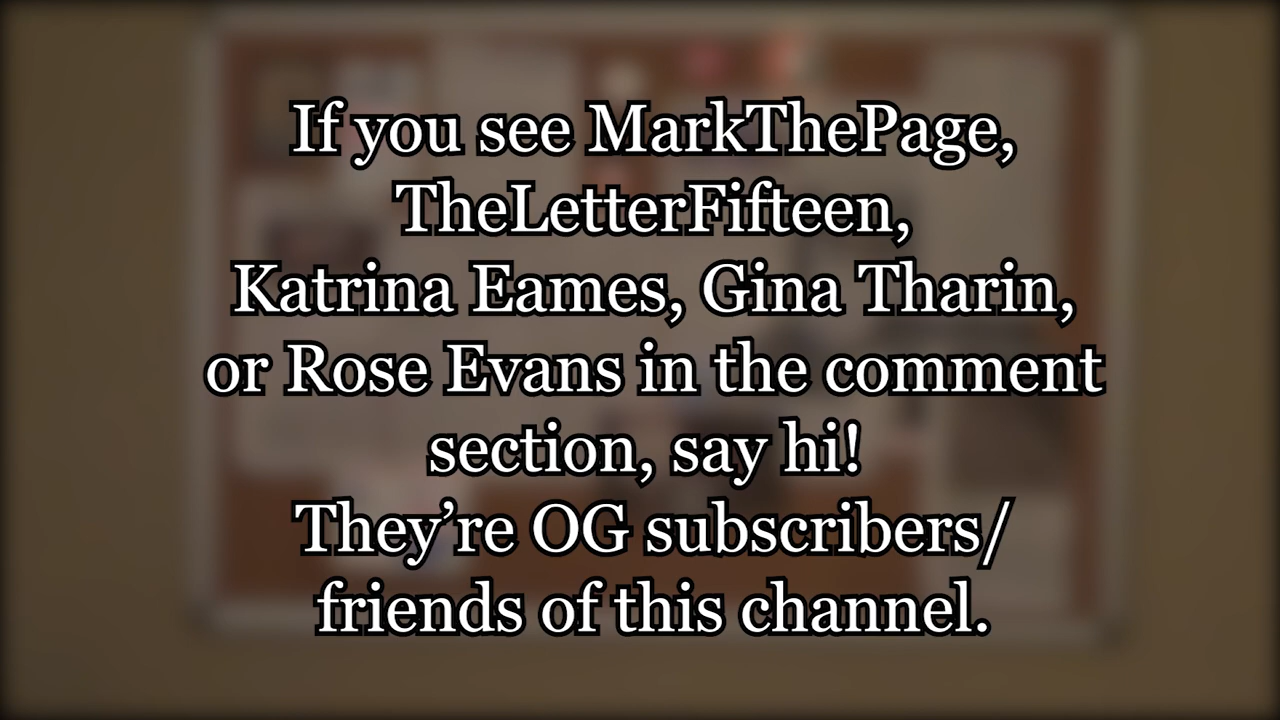 If you see MarkThePage,
TheLetterFifteen,
Katrina Eames, Gina Tharin,
or Rose Evans in the comment
section, say hi!
They’re OG subscribers/
friends of this channel.